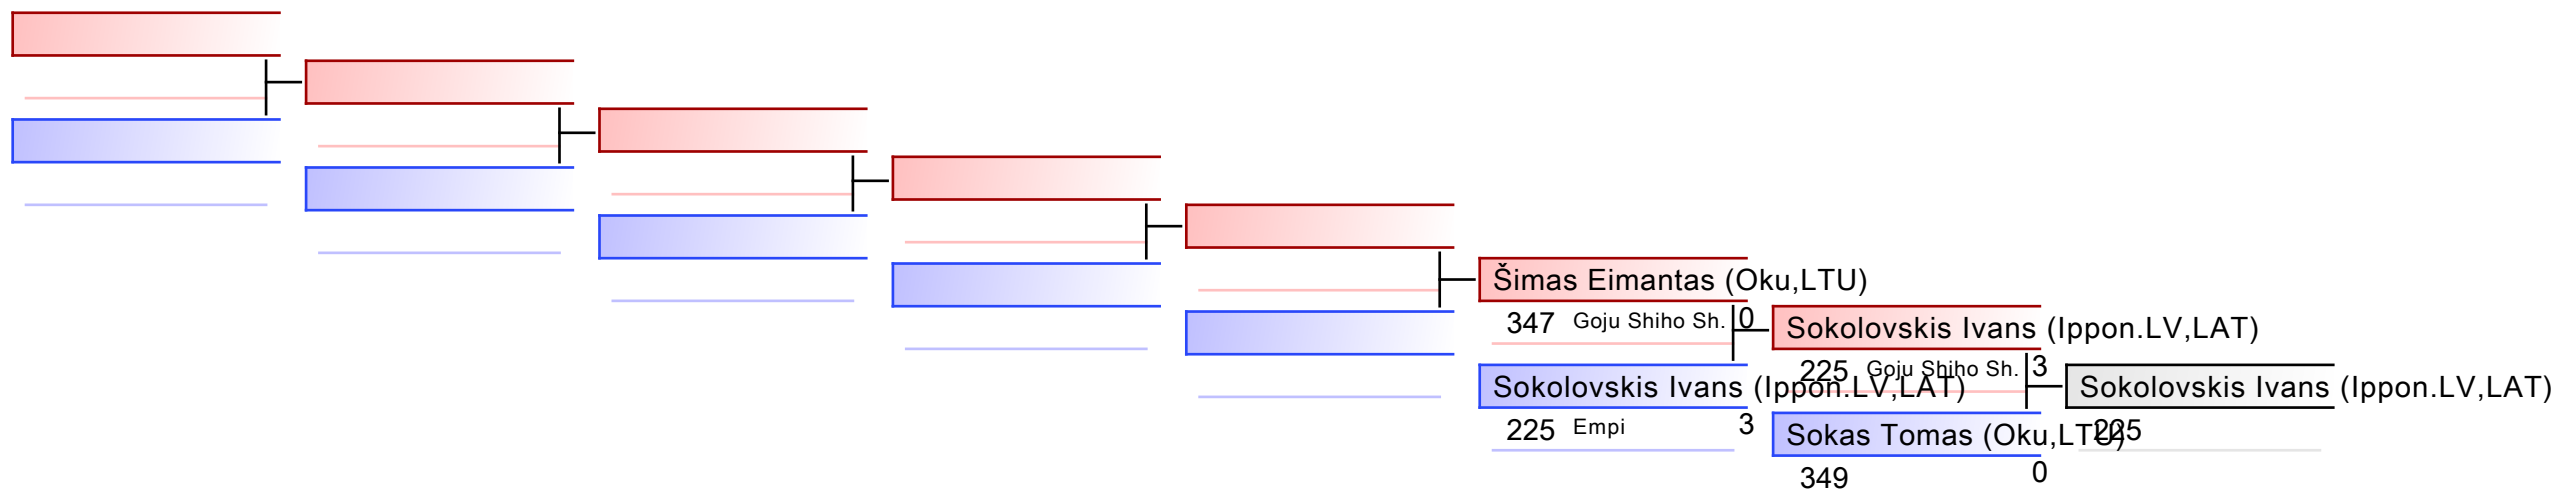 Šimas Eimantas (Oku,LTU)
347 Goju Shiho Sh. 0
Sokolovskis Ivans (Ippon.LV,LAT)
225 Empi 3
Sokolovskis Ivans (Ippon.LV,LAT)
225 Goju Shiho Sh. 3
Sokas Tomas (Oku,LTU)
349 0
Sokolovskis Ivans (Ippon.LV,LAT)
225